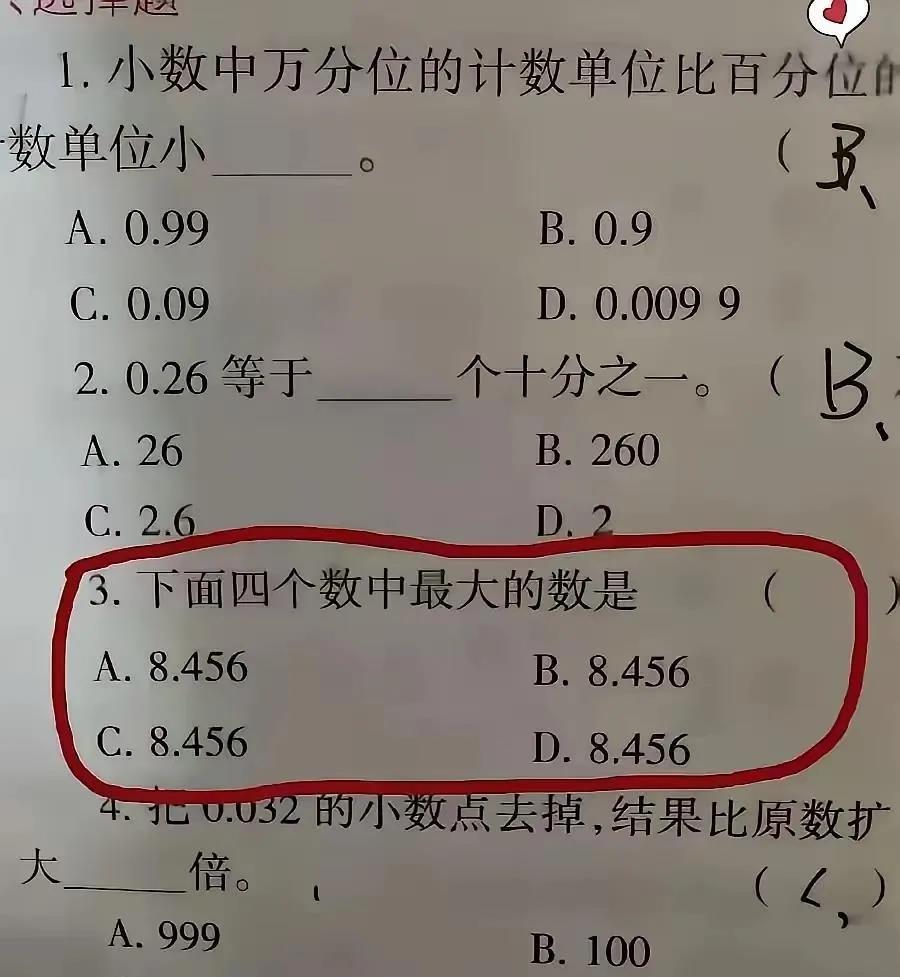 选择题
1. 小数中万分位的计数单位比百分位的
数单位小______。 ( B、
A. 0.99 B. 0.9
C. 0.09 D. 0.009 9
2. 0.26 等于______个十分之一。 ( B、
A. 26 B. 260
C. 2.6 D. 2
3. 下面四个数中最大的数是 ( )
A. 8.456 B. 8.456
C. 8.456 D. 8.456
4. 把 0.032 的小数点去掉,结果比原数扩
大______倍。 ( C, )
A. 999 B. 100